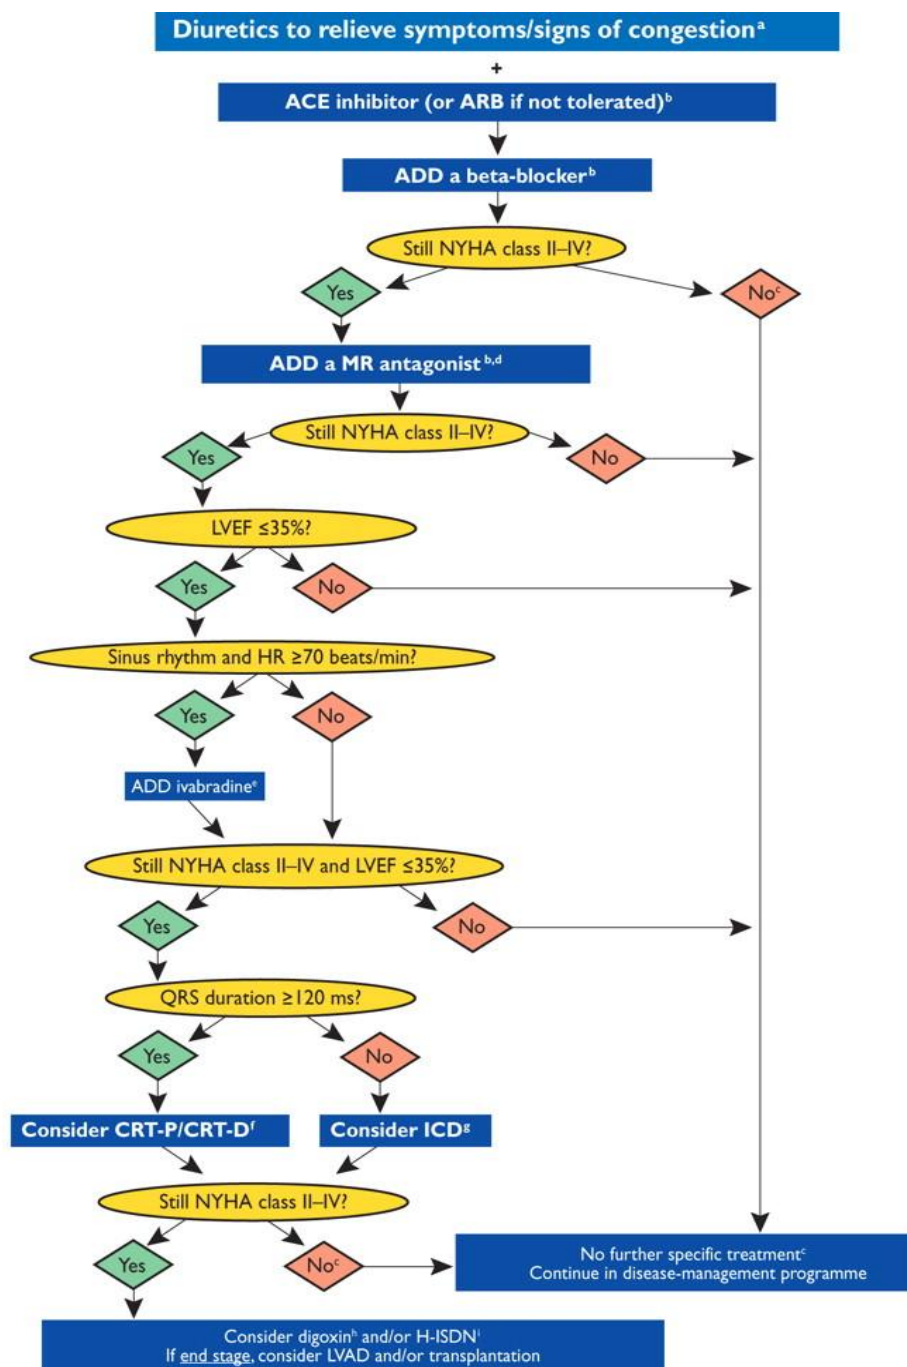 Diuretics to relieve symptoms/signs of congestionᵃ
+
ACE inhibitor (or ARB if not tolerated)ᵇ
ADD a beta-blockerᵇ
Still NYHA class II–IV?
Yes
Noᶜ
ADD a MR antagonistᵇ,ᵈ
Still NYHA class II–IV?
Yes
No
LVEF ≤35%?
Yes
No
Sinus rhythm and HR ≥70 beats/min?
Yes
No
ADD ivabradineᵉ
Still NYHA class II–IV and LVEF ≤35%?
Yes
No
QRS duration ≥120 ms?
Yes
No
Consider CRT-P/CRT-Dᶠ
Consider ICDᵍ
Still NYHA class II–IV?
Yes
Noᶜ
No further specific treatmentᶜ
Continue in disease-management programme
Consider digoxinʰ and/or H-ISDNⁱ
If end stage, consider LVAD and/or transplantation